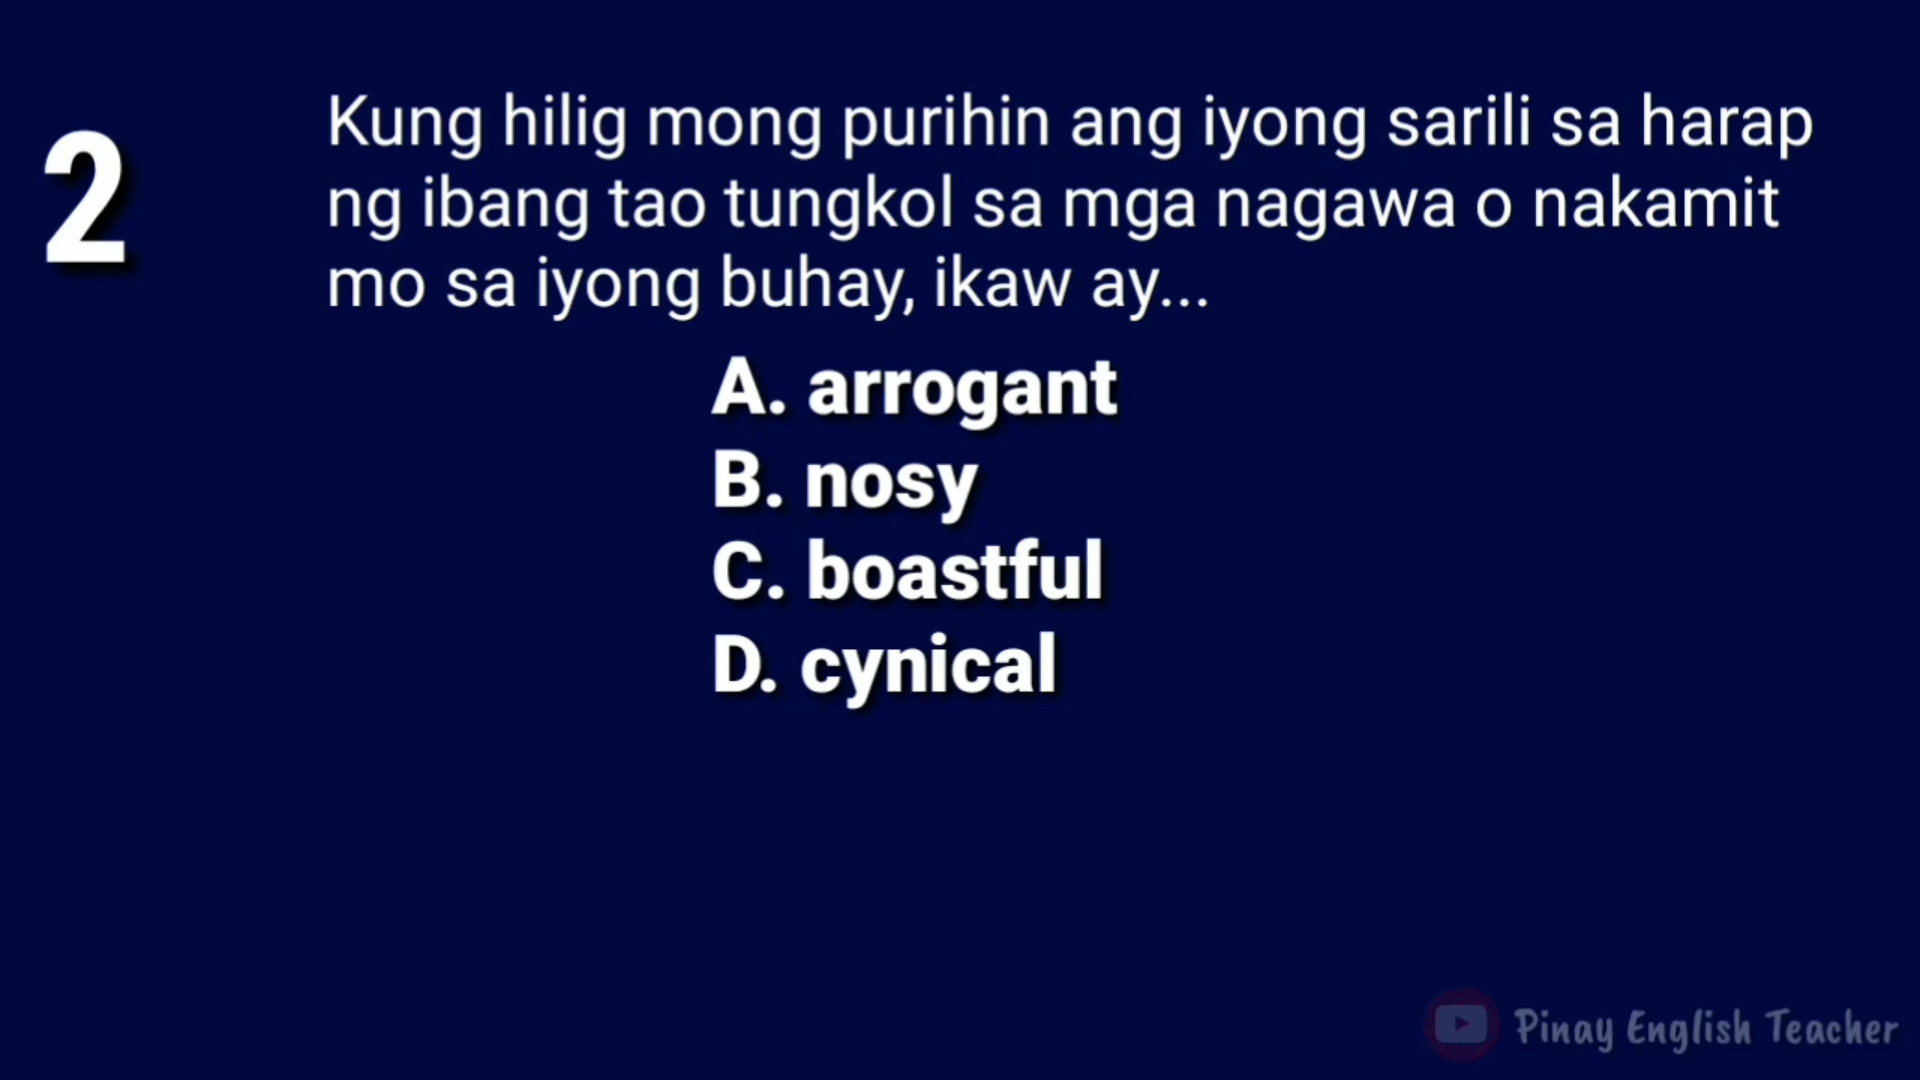 2
Kung hilig mong purihin ang iyong sarili sa harap
ng ibang tao tungkol sa mga nagawa o nakamit
mo sa iyong buhay, ikaw ay...
A. arrogant
B. nosy
C. boastful
D. cynical
Pinay English Teacher